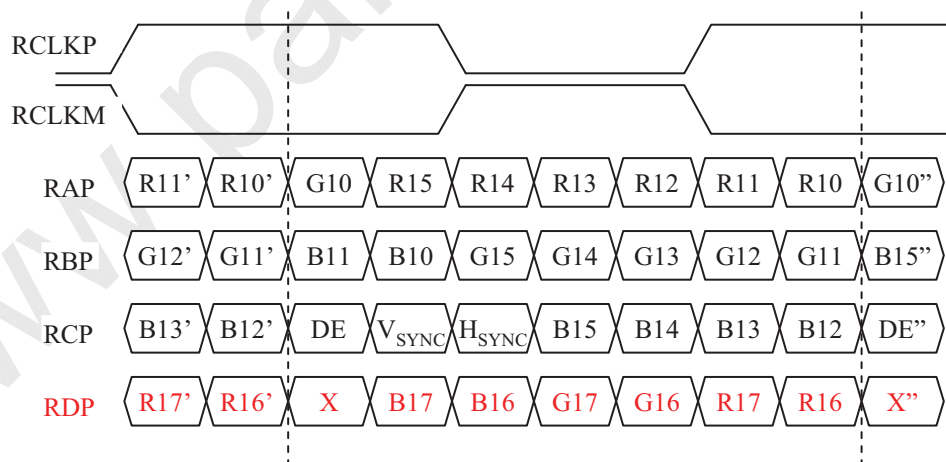 www.pa
RCLKP
RCLKM
RAP R11’ R10’ G10 R15 R14 R13 R12 R11 R10 G10”
RBP G12’ G11’ B11 B10 G15 G14 G13 G12 G11 B15”
RCP B13’ B12’ DE VSYNC HSYNC B15 B14 B13 B12 DE”
RDP R17’ R16’ X B17 B16 G17 G16 R17 R16 X”